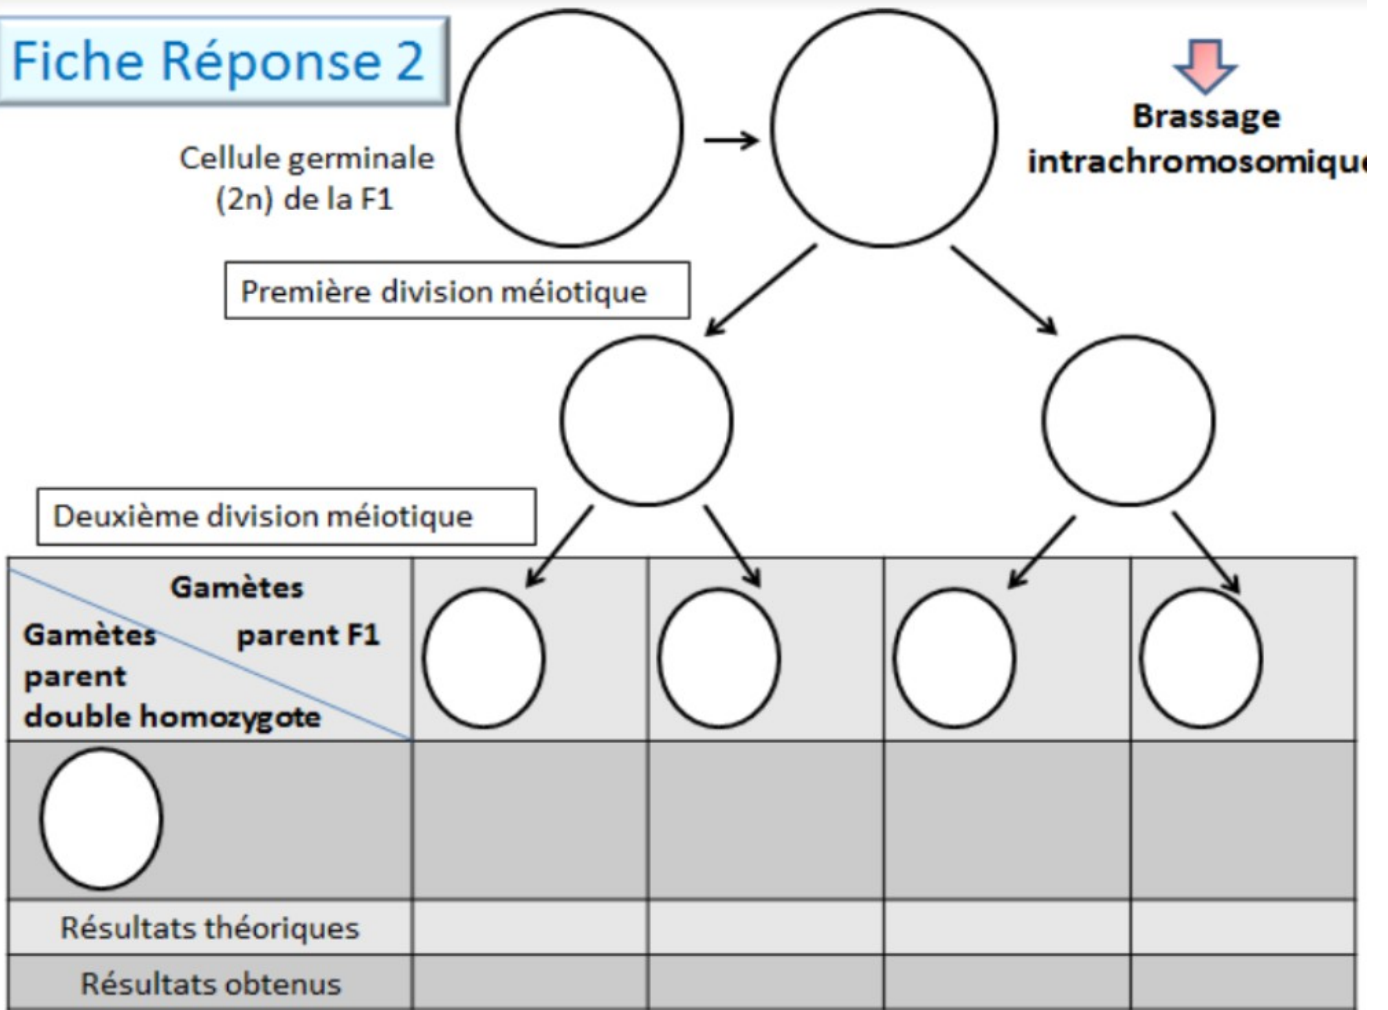 Fiche Réponse 2
Cellule germinale
(2n) de la F1
Brassage
intrachromosomique
Première division méiotique
Deuxième division méiotique
Gamètes
parent F1
Gamètes
parent
double homozygote
Résultats théoriques
Résultats obtenus